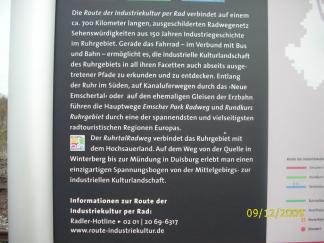 Die Route der Industriekultur per Rad verbindet auf einem
ca. 700 Kilometer langen, ausgeschilderten Radwegenetz
Sehenswürdigkeiten aus 150 Jahren Industriegeschichte
im Ruhrgebiet. Gerade das Fahrrad – im Verbund mit Bus
und Bahn – ermöglicht es, die industrielle Kulturlandschaft
des Ruhrgebiets in all ihren Facetten auch abseits ausge-
tretener Pfade zu erkunden und zu entdecken. Entlang
der Ruhr im Süden, auf Kanaluferwegen durch das ›Neue
Emschertal‹ oder auf den ehemaligen Gleisen der Erzbahn
führen die Hauptwege Emscher Park Radweg und Rundkurs
Ruhrgebiet durch eine der spannendsten und vielseitigsten
radtouristischen Regionen Europas.
Der RuhrtalRadweg verbindet das Ruhrgebiet mit
dem Hochsauerland. Auf dem Weg von der Quelle in
Winterberg bis zur Mündung in Duisburg erlebt man einen
einzigartigen Spannungsbogen von der Mittelgebirgs- zur
industriellen Kulturlandschaft.
Informationen zur Route der
Industriekultur per Rad:
Radler-Hotline • 02 01 | 20 69-6317
www.route-industriekultur.de
09/12/2005